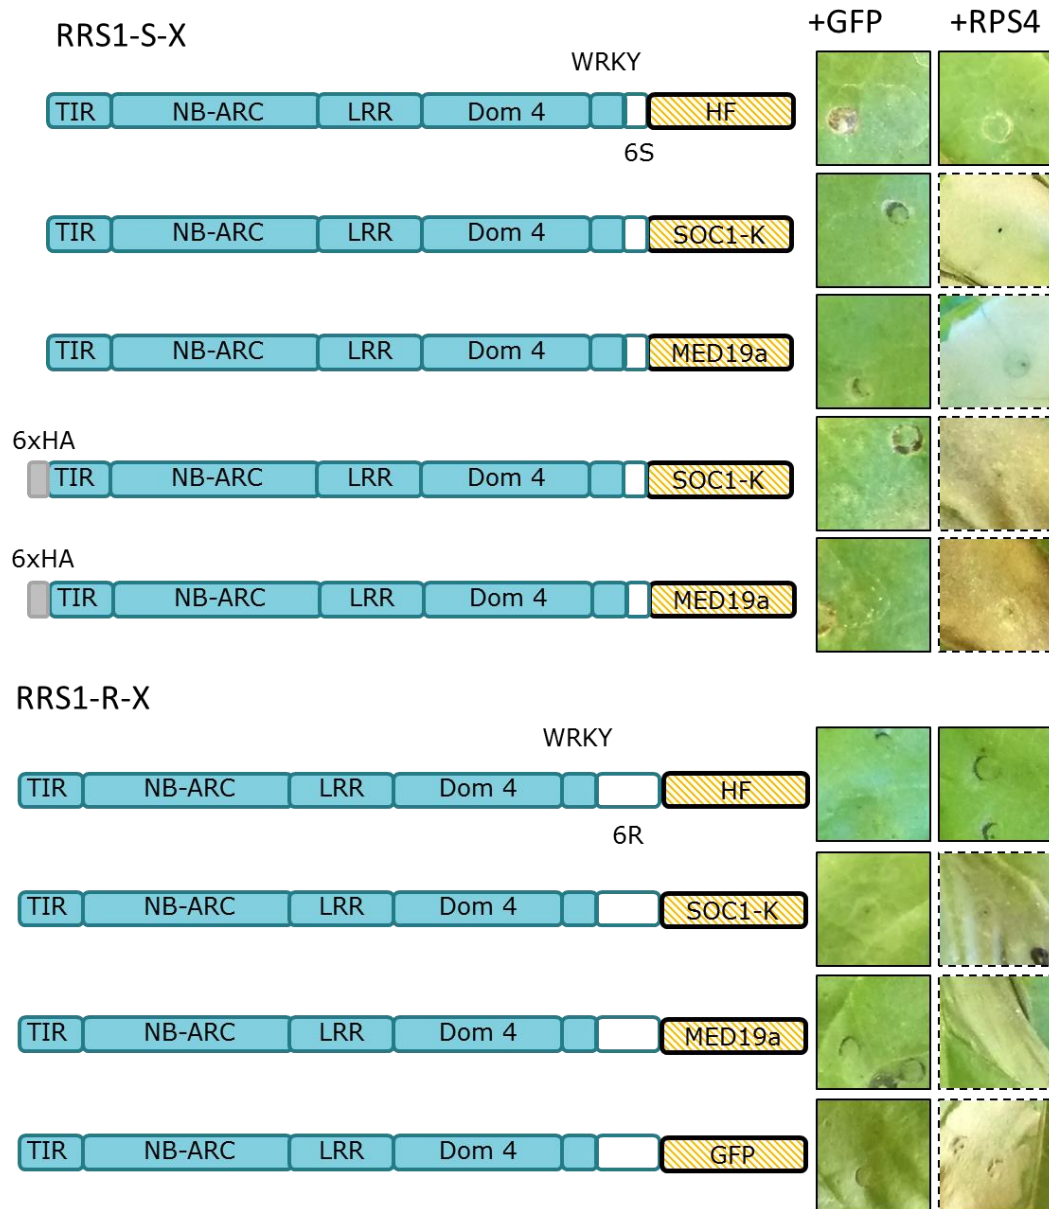 RRS1-S-X
+GFP +RPS4
WRKY
TIR NB-ARC LRR Dom 4 HF
6S
TIR NB-ARC LRR Dom 4 SOC1-K
TIR NB-ARC LRR Dom 4 MED19a
6xHA
TIR NB-ARC LRR Dom 4 SOC1-K
6xHA
TIR NB-ARC LRR Dom 4 MED19a
RRS1-R-X
WRKY
TIR NB-ARC LRR Dom 4 HF
6R
TIR NB-ARC LRR Dom 4 SOC1-K
TIR NB-ARC LRR Dom 4 MED19a
TIR NB-ARC LRR Dom 4 GFP